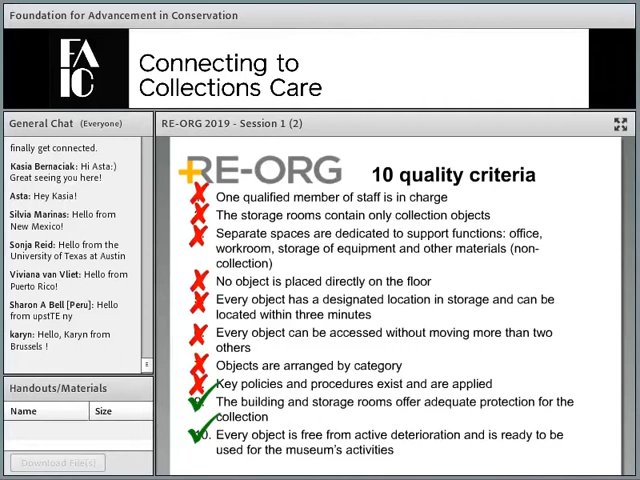 Foundation for Advancement in Conservation
FA
IC
Connecting to
Collections Care
General Chat (Everyone)
finally get connected.
Kasia Bernaciak: Hi Asta:)
Great seeing you here!
Asta: Hey Kasia!
Silvia Marinas: Hello from
New Mexico!
Sonja Reid: Hello from the
University of Texas at Austin
Viviana van Vliet: Hello from
Puerto Rico!
Sharon A Bell [Peru]: Hello
from upstTE ny
karyn: Hello, Karyn from
Brussels !
Handouts/Materials
Name Size
Download File(s)
RE-ORG 2019 - Session 1 (2)
RE-ORG 10 quality criteria
One qualified member of staff is in charge
The storage rooms contain only collection objects
Separate spaces are dedicated to support functions: office,
workroom, storage of equipment and other materials (non-
collection)
No object is placed directly on the floor
Every object has a designated location in storage and can be
located within three minutes
Every object can be accessed without moving more than two
others
Objects are arranged by category
Key policies and procedures exist and are applied
The building and storage rooms offer adequate protection for the
collection
10. Every object is free from active deterioration and is ready to be
used for the museum's activities